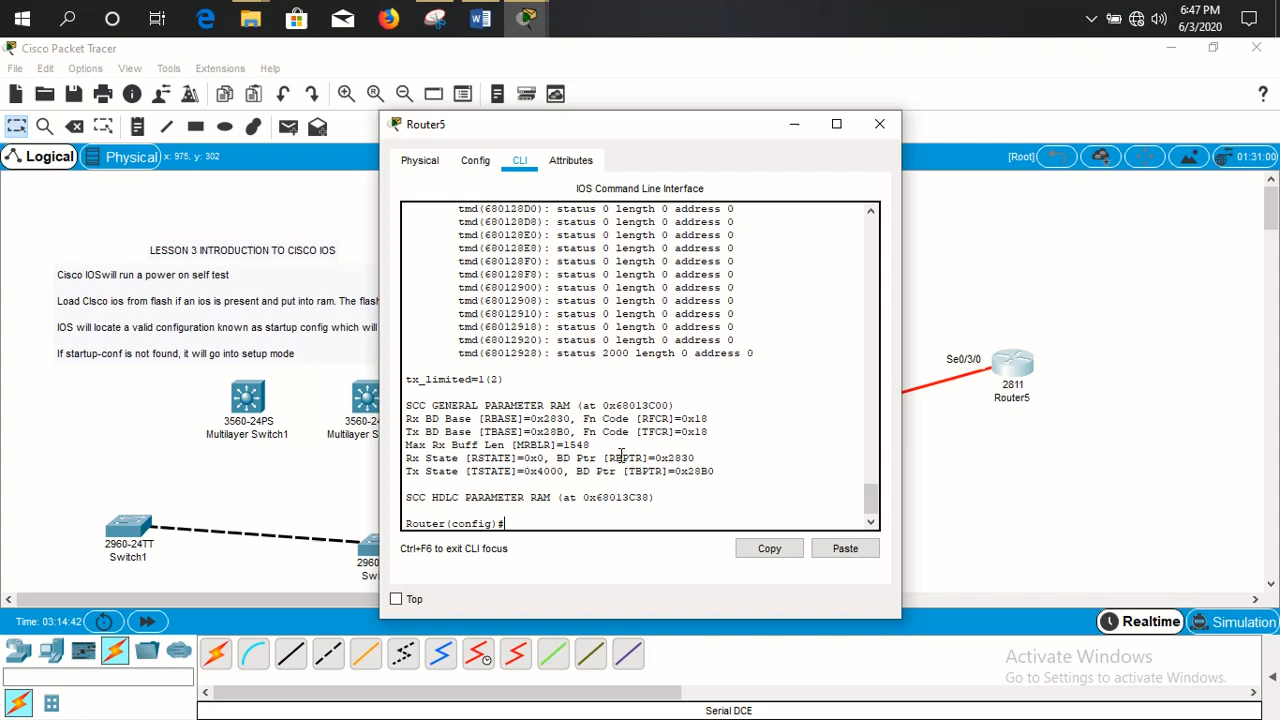 6:47 PM
6/3/2020
Cisco Packet Tracer
File Edit Options View Tools Extensions Help
Logical Physical x: 975, y: 302 [Root] 01:31:00
LESSON 3 INTRODUCTION TO CISCO IOS
Cisco IOSwill run a power on self test
Load CIsco ios from flash if an ios is present and put into ram. The flash
IOS will locate a valid configuration known as startup config which will
If startup-conf is not found, it will go into setup mode
3560-24PS
Multilayer Switch1
3560-24PS
Multilayer Sw
2960-24TT
Switch1
2960
Swi
Router5
Physical Config CLI Attributes
IOS Command Line Interface
tmd(680128D0): status 0 length 0 address 0
tmd(680128D8): status 0 length 0 address 0
tmd(680128E0): status 0 length 0 address 0
tmd(680128E8): status 0 length 0 address 0
tmd(680128F0): status 0 length 0 address 0
tmd(680128F8): status 0 length 0 address 0
tmd(68012900): status 0 length 0 address 0
tmd(68012908): status 0 length 0 address 0
tmd(68012910): status 0 length 0 address 0
tmd(68012918): status 0 length 0 address 0
tmd(68012920): status 0 length 0 address 0
tmd(68012928): status 2000 length 0 address 0
tx_limited=1(2)
SCC GENERAL PARAMETER RAM (at 0x68013C00)
Rx BD Base [RBASE]=0x2830, Fn Code [RFCR]=0x18
Tx BD Base [TBASE]=0x28B0, Fn Code [TFCR]=0x18
Max Rx Buff Len [MRBLR]=1548
Rx State [RSTATE]=0x0, BD Ptr [RBPTR]=0x2830
Tx State [TSTATE]=0x4000, BD Ptr [TBPTR]=0x28B0
SCC HDLC PARAMETER RAM (at 0x68013C38)
Router(config)#
Ctrl+F6 to exit CLI focus
Copy Paste
Top
Se0/3/0
2811
Router5
Time: 03:14:42
Realtime Simulation
Activate Windows
Go to Settings to activate Windows.
Serial DCE